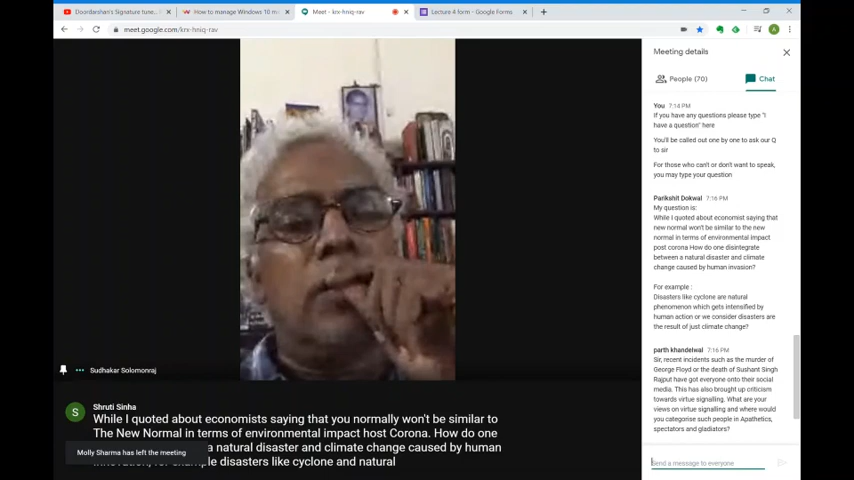 Doordarshan's Signature tune...
How to manage Windows 10 n
Meet - krx-hniq-rav
Lecture 4 form - Google Forms
meet.google.com/krx-hniq-rav
Meeting details
People (70)
Chat
You 7:14 PM
If you have any questions please type "I
have a question" here
You'll be called out one by one to ask our Q
to sir
For those who can't or don't want to speak,
you may type your question
Parikshit Dokwal 7:16 PM
My question is:
While I quoted about economist saying that
new normal won't be similar to the new
normal in terms of environmental impact
post corona How do one disintegrate
between a natural disaster and climate
change caused by human invasion?
For example :
Disasters like cyclone are natural
phenomenon which gets intensified by
human action or we consider disasters are
the result of just climate change?
parth khandelwal 7:16 PM
Sir, recent incidents such as the murder of
George Floyd or the death of Sushant Singh
Rajput have got everyone onto their social
media. This has also brought up criticism
towards virtue signalling. What are your
views on virtue signalling and where would
you categorise such people in Apathetics,
spectators and gladiators?
Send a message to everyone
Sudhakar Solomonraj
S
Shruti Sinha
While I quoted about economists saying that you normally won't be similar to
The New Normal in terms of environmental impact host Corona. How do one
a natural disaster and climate change caused by human
example disasters like cyclone and natural
Molly Sharma has left the meeting